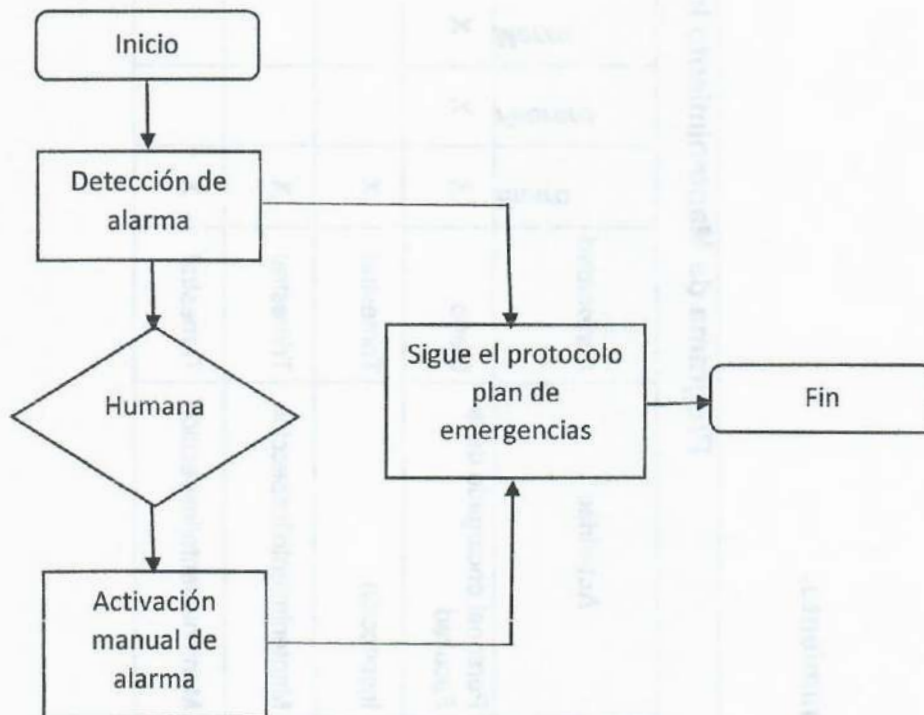 Inicio
Detección de
alarma
Humana
Activación
manual de
alarma
Sigue el protocolo
plan de
emergencias
Fin